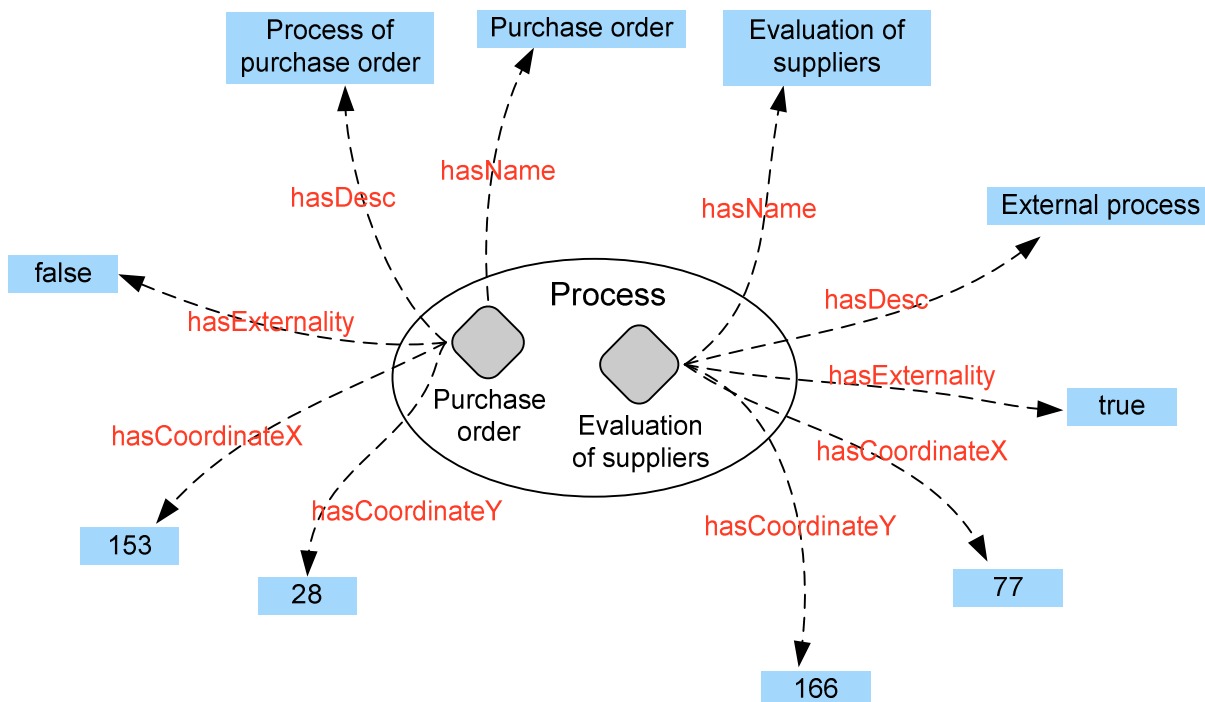 Process of
purchase order
Purchase order
Evaluation of
suppliers
hasName
hasDesc
hasName
External process
false
Process
hasDesc
hasExternality
hasExternality
Purchase
order
true
Evaluation
of suppliers
hasCoordinateX
hasCoordinateX
hasCoordinateY
hasCoordinateY
153
28
77
166